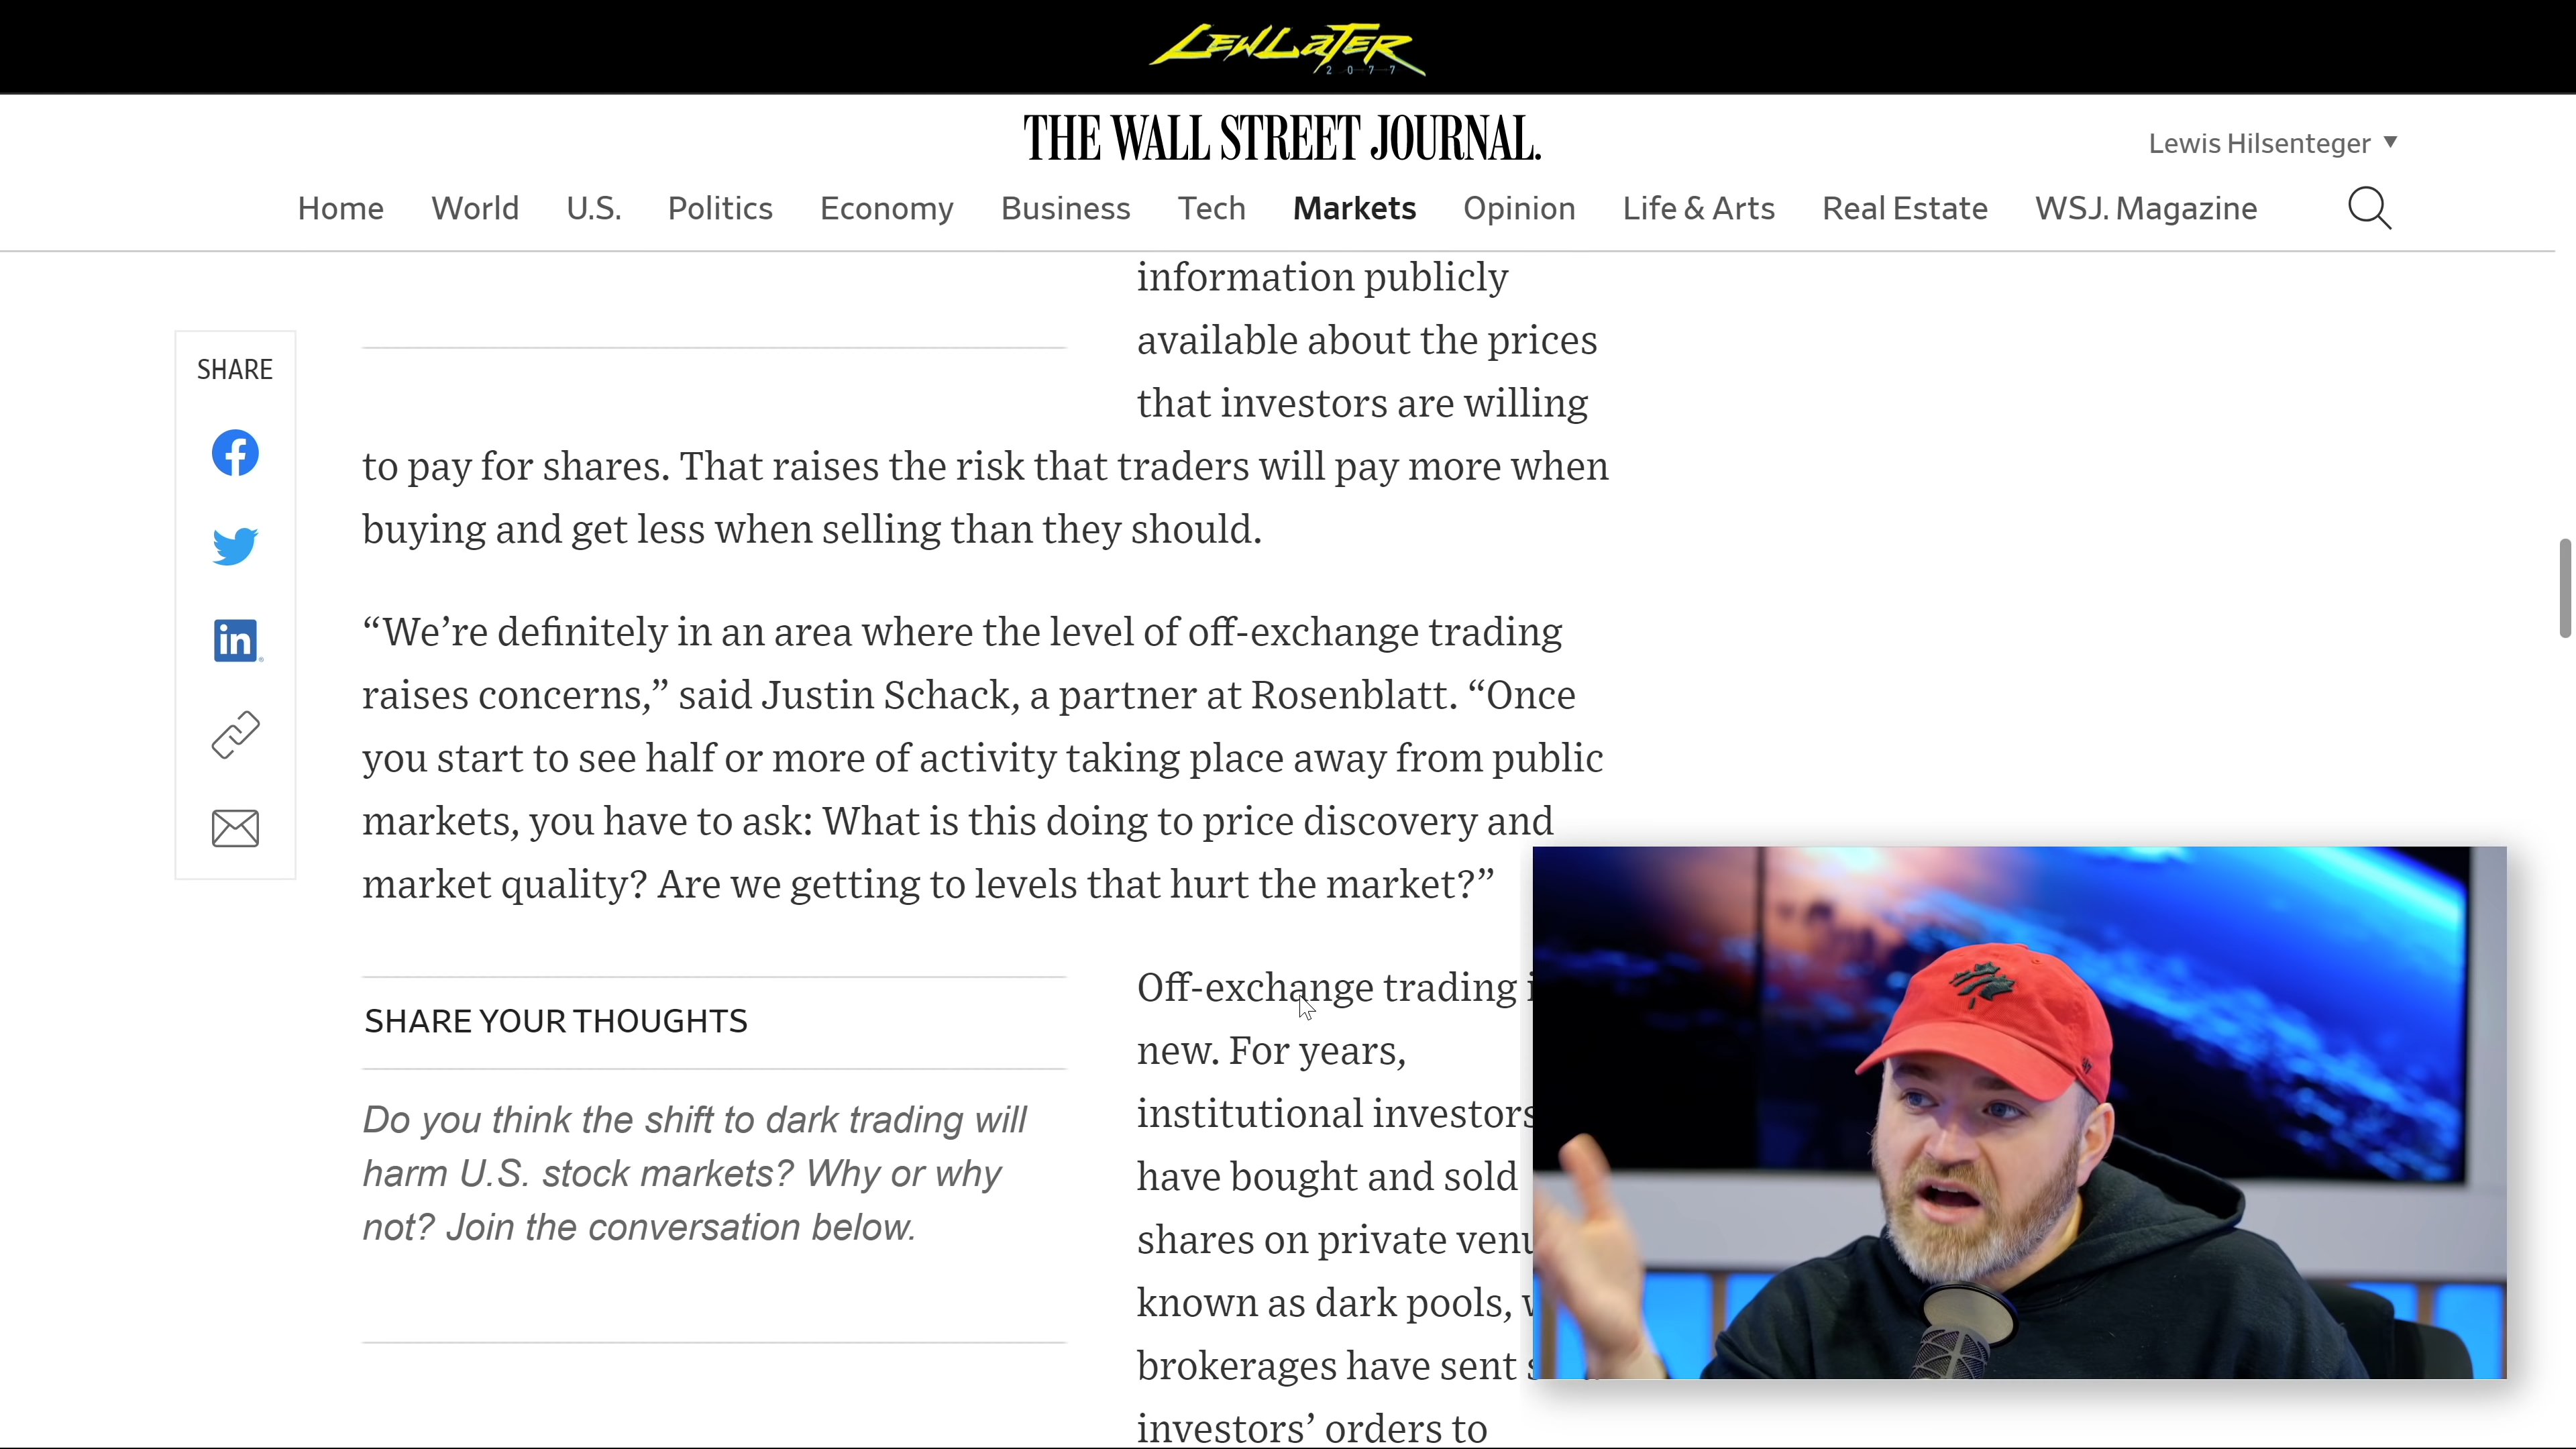 LEWLATER
2077
THE WALL STREET JOURNAL.
Lewis Hilsenteger
Home World U.S. Politics Economy Business Tech Markets Opinion Life & Arts Real Estate WSJ. Magazine
information publicly
available about the prices
that investors are willing
to pay for shares. That raises the risk that traders will pay more when
buying and get less when selling than they should.
“We’re definitely in an area where the level of off-exchange trading
raises concerns,” said Justin Schack, a partner at Rosenblatt. “Once
you start to see half or more of activity taking place away from public
markets, you have to ask: What is this doing to price discovery and
market quality? Are we getting to levels that hurt the market?”
SHARE
in
SHARE YOUR THOUGHTS
Do you think the shift to dark trading will
harm U.S. stock markets? Why or why
not? Join the conversation below.
Off-exchange trading
new. For years,
institutional investors
have bought and sold
shares on private
known as dark pools,
brokerages have sent
investors’ orders to